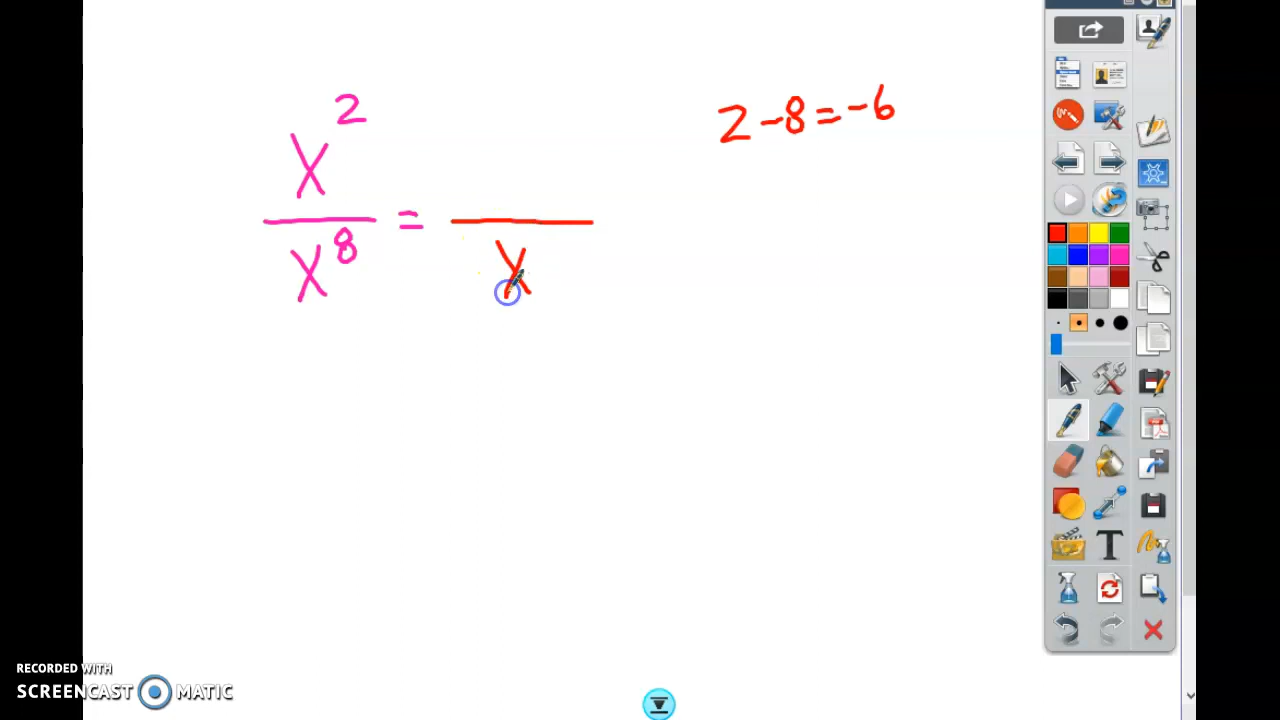 x^2 / x^8 = / x
2 - 8 = -6
T
RECORDED WITH
SCREENCAST MATIC